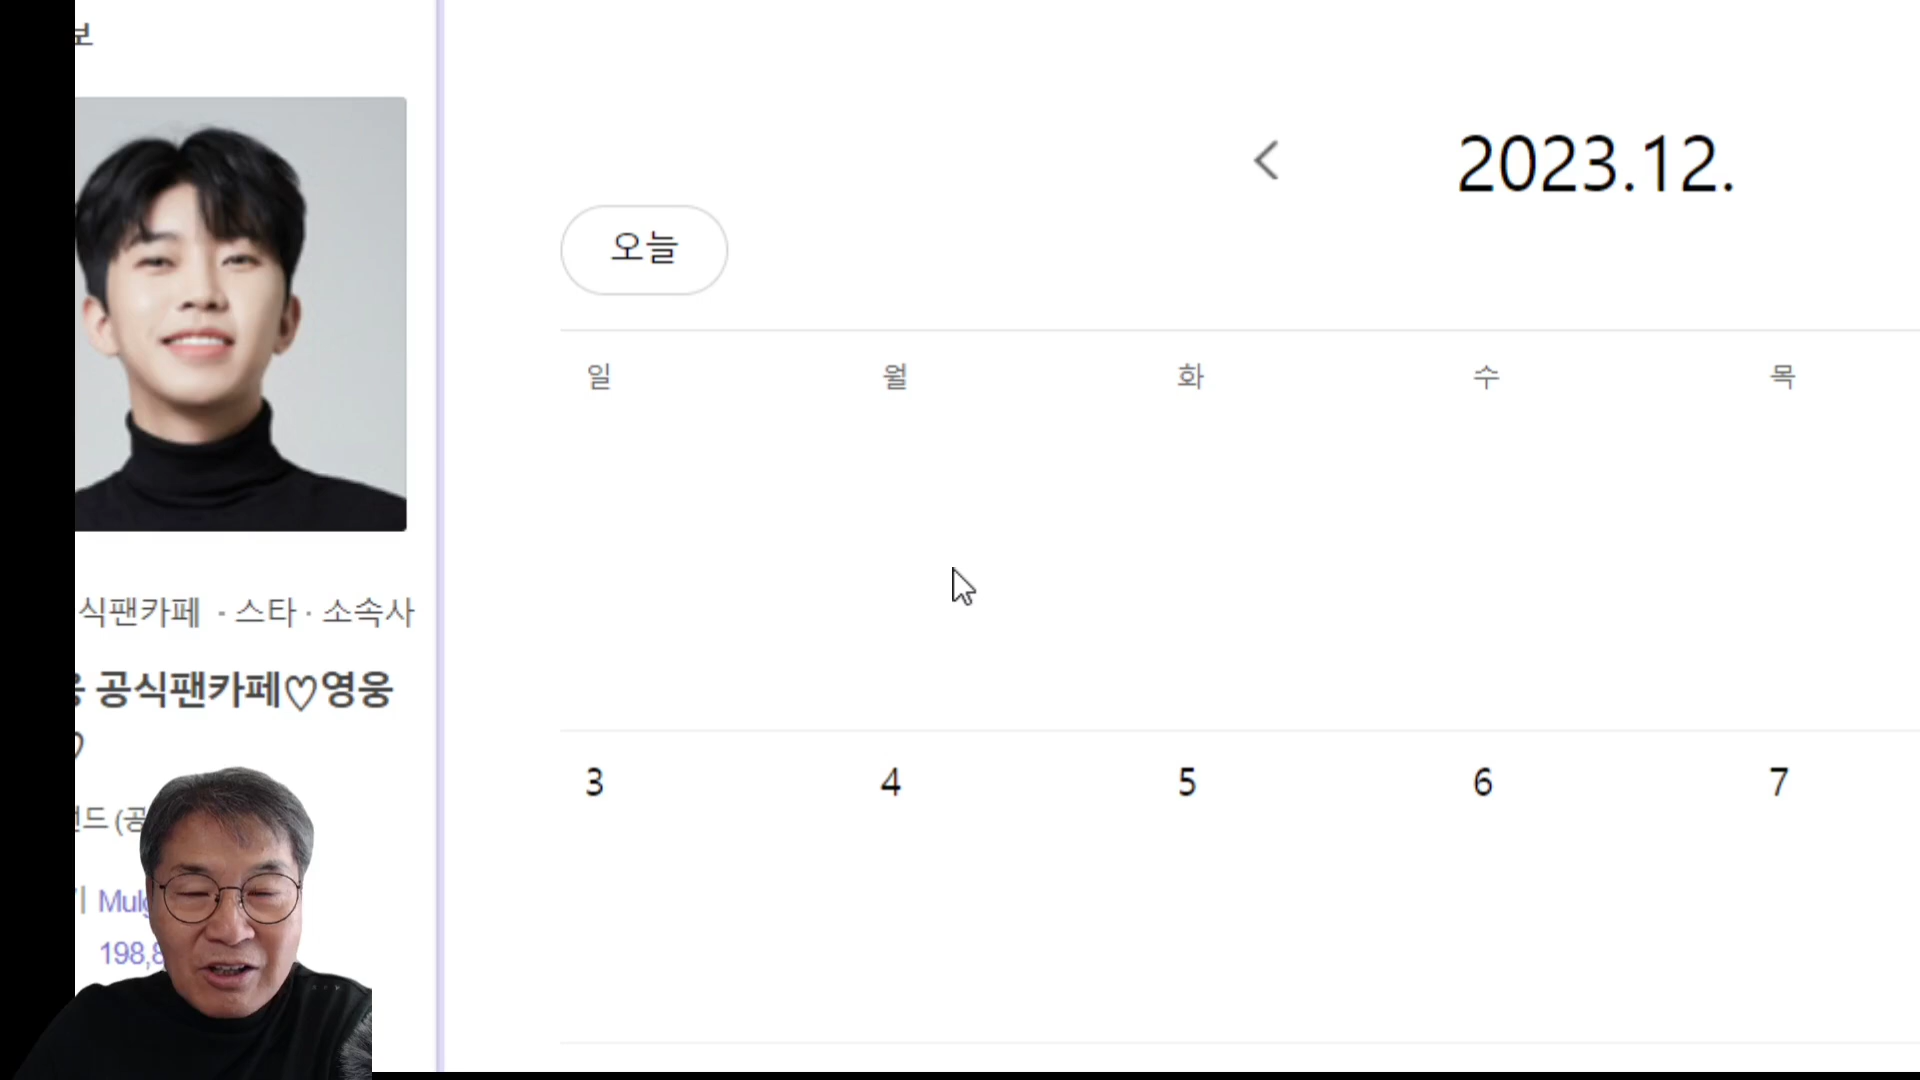 보
식팬카페 - 스타 · 소속사
공식팬카페♡영웅
2023.12.
오늘
일 월 화 수 목
3 4 5 6 7